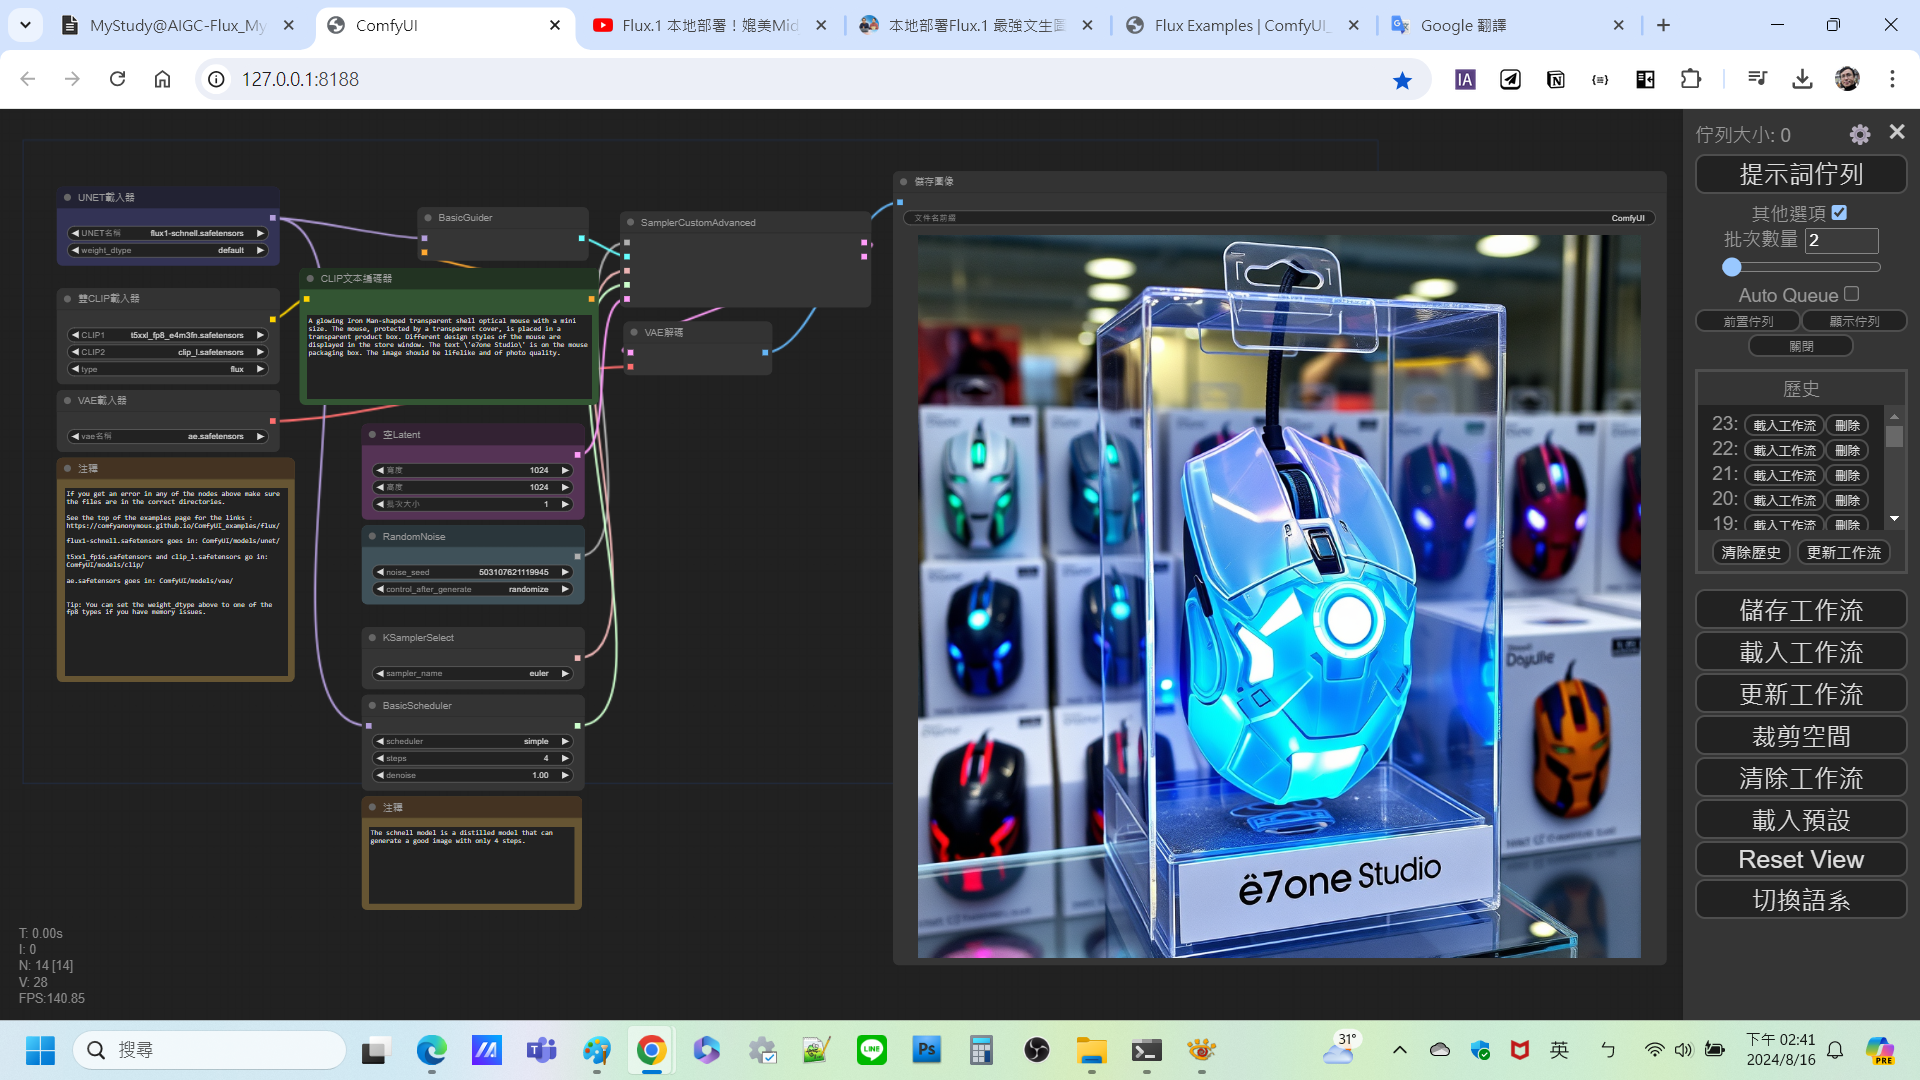 MyStudy@AIGC-Flux_My
ComfyUI
Flux.1 本地部署！媲美Mid
本地部署Flux.1 最強文生圖
Flux Examples | ComfyUI_
Google 翻譯
127.0.0.1:8188
UNET載入器
UNET名稱 flux1-schnell.safetensors
weight_dtype default
雙CLIP載入器
CLIP1 t5xxl_fp8_e4m3fn.safetensors
CLIP2 clip_l.safetensors
type flux
VAE載入器
vae名稱 ae.safetensors
注釋
If you get an error in any of the nodes above make sure
the files are in the correct directories.
See the top of the examples page for the links :
https://comfyanonymous.github.io/ComfyUI_examples/flux/
flux1-schnell.safetensors goes in: ComfyUI/models/unet/
t5xxl_fp16.safetensors and clip_l.safetensors go in:
ComfyUI/models/clip/
ae.safetensors goes in: ComfyUI/models/vae/
Tip: You can set the weight_dtype above to one of the
fp8 types if you have memory issues.
BasicGuider
CLIP文本編碼器
A glowing Iron Man-shaped transparent shell optical mouse with a mini
size. The mouse, protected by a transparent cover, is placed in a
transparent product box. Different design styles of the mouse are
displayed in the store window. The text \'e7one Studio\' is on the mouse
packaging box. The image should be lifelike and of photo quality.
空Latent
寬度 1024
高度 1024
批次大小 1
RandomNoise
noise_seed 503107621119945
control_after_generate randomize
KSamplerSelect
sampler_name euler
BasicScheduler
scheduler simple
steps 4
denoise 1.00
注釋
The schnell model is a distilled model that can
generate a good image with only 4 steps.
SamplerCustomAdvanced
VAE解碼
儲存圖像
文件名前綴 ComfyUI
ë7one Studio
T: 0.00s
I: 0
N: 14 [14]
V: 28
FPS:140.85
佇列大小: 0
提示詞佇列
其他選項
批次數量 2
Auto Queue
前置佇列 顯示佇列
關閉
歷史
23: 載入工作流 刪除
22: 載入工作流 刪除
21: 載入工作流 刪除
20: 載入工作流 刪除
19: 載入工作流 刪除
清除歷史 更新工作流
儲存工作流
載入工作流
更新工作流
裁剪空間
清除工作流
載入預設
Reset View
切換語系
搜尋
LINE
Ps
31°
英
ㄅ
下午 02:41
2024/8/16
PRE